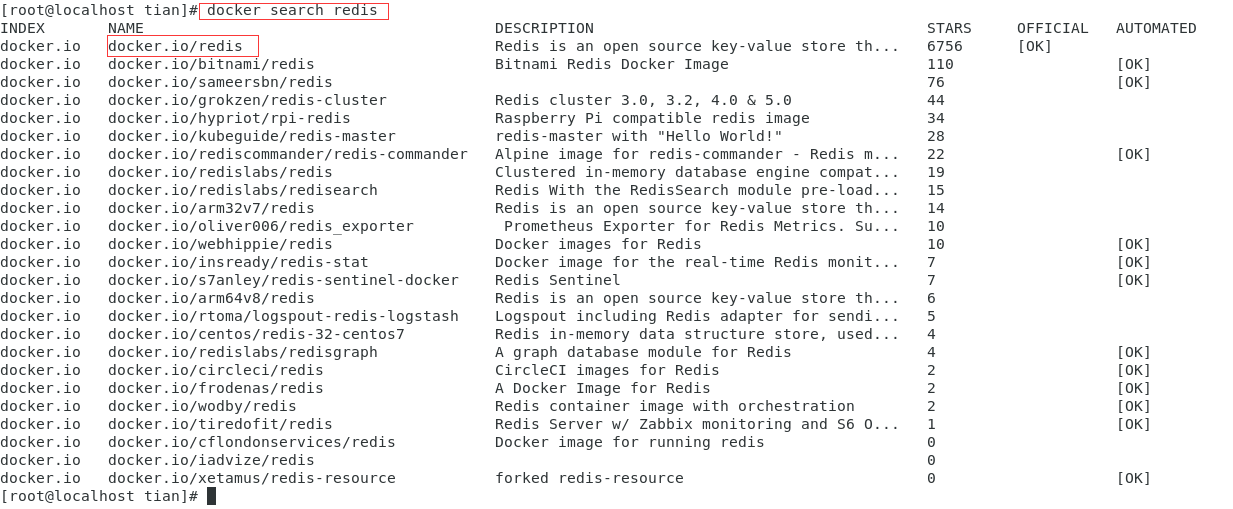 [root@localhost tian]# docker search redis
INDEX NAME DESCRIPTION STARS OFFICIAL AUTOMATED
docker.io docker.io/redis Redis is an open source key-value store th... 6756 [OK]
docker.io docker.io/bitnami/redis Bitnami Redis Docker Image 110 [OK]
docker.io docker.io/sameersbn/redis 76 [OK]
docker.io docker.io/grokzen/redis-cluster Redis cluster 3.0, 3.2, 4.0 & 5.0 44
docker.io docker.io/hypriot/rpi-redis Raspberry Pi compatible redis image 34
docker.io docker.io/kubeguide/redis-master redis-master with "Hello World!" 28
docker.io docker.io/rediscommander/redis-commander Alpine image for redis-commander - Redis m... 22 [OK]
docker.io docker.io/redislabs/redis Clustered in-memory database engine compat... 19
docker.io docker.io/redislabs/redisearch Redis With the RedisSearch module pre-load... 15
docker.io docker.io/arm32v7/redis Redis is an open source key-value store th... 14
docker.io docker.io/oliver006/redis_exporter Prometheus Exporter for Redis Metrics. Su... 10
docker.io docker.io/webhippie/redis Docker images for Redis 10 [OK]
docker.io docker.io/insready/redis-stat Docker image for the real-time Redis monit... 7 [OK]
docker.io docker.io/s7anley/redis-sentinel-docker Redis Sentinel 7 [OK]
docker.io docker.io/arm64v8/redis Redis is an open source key-value store th... 6
docker.io docker.io/rtoma/logspout-redis-logstash Logspout including Redis adapter for sendi... 5
docker.io docker.io/centos/redis-32-centos7 Redis in-memory data structure store, used... 4
docker.io docker.io/redislabs/redisgraph A graph database module for Redis 4 [OK]
docker.io docker.io/circleci/redis CircleCI images for Redis 2 [OK]
docker.io docker.io/frodenas/redis A Docker Image for Redis 2 [OK]
docker.io docker.io/wodby/redis Redis container image with orchestration 2 [OK]
docker.io docker.io/tiredofit/redis Redis Server w/ Zabbix monitoring and S6 O... 1 [OK]
docker.io docker.io/cflondonservices/redis Docker image for running redis 0
docker.io docker.io/iadvize/redis 0
docker.io docker.io/xetamus/redis-resource forked redis-resource 0 [OK]
[root@localhost tian]#